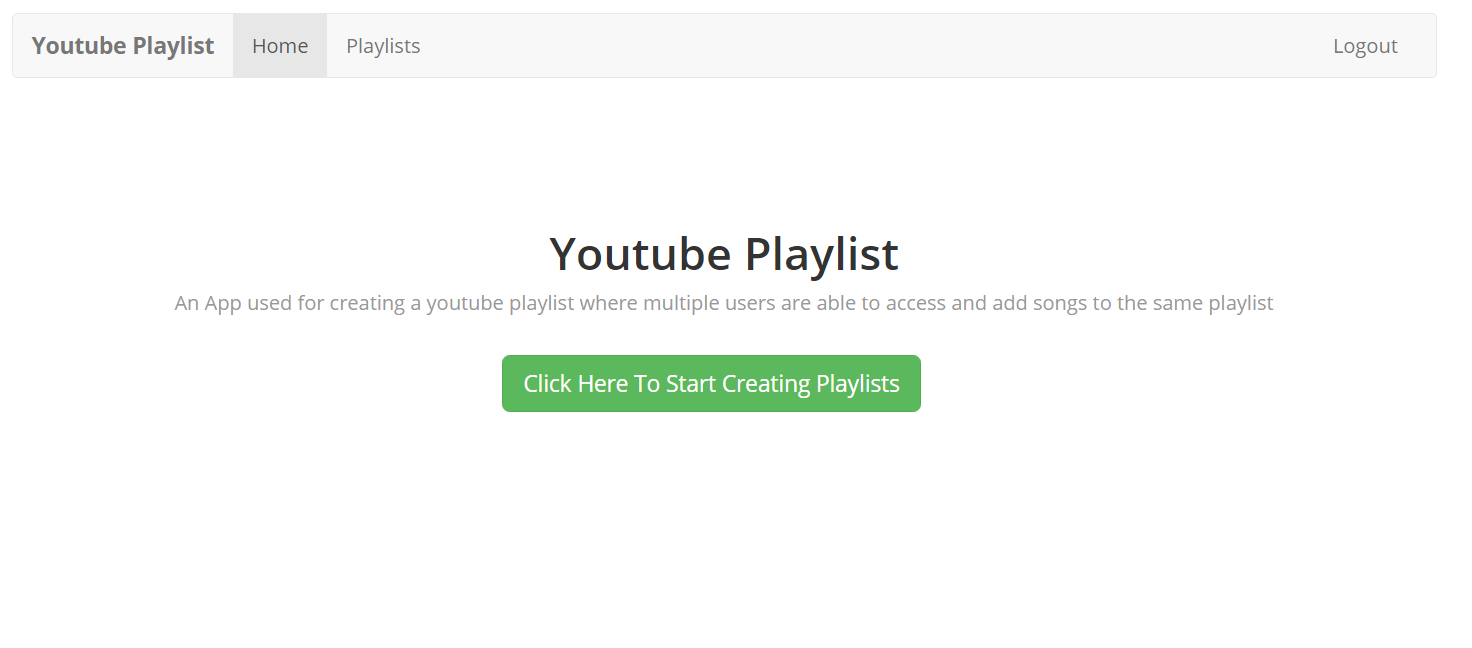 Youtube Playlist Home Playlists Logout
Youtube Playlist
An App used for creating a youtube playlist where multiple users are able to access and add songs to the same playlist
Click Here To Start Creating Playlists